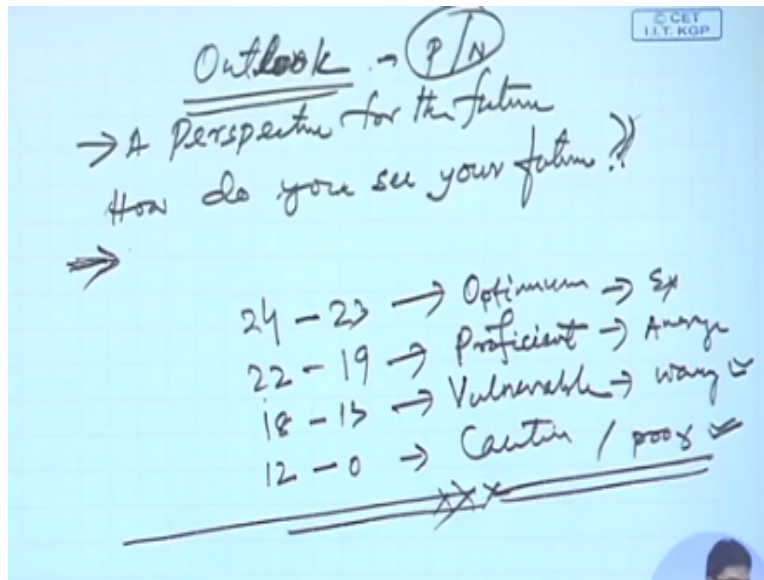 © CET
I.I.T. KGP
Outlook → P/N
→ A Perspective for the future
How do you see your future??
→
24 - 23 → Optimum → Ex
22 - 19 → Proficient → Average
18 - 13 → Vulnerable →
12 - 0 → Caution / poor